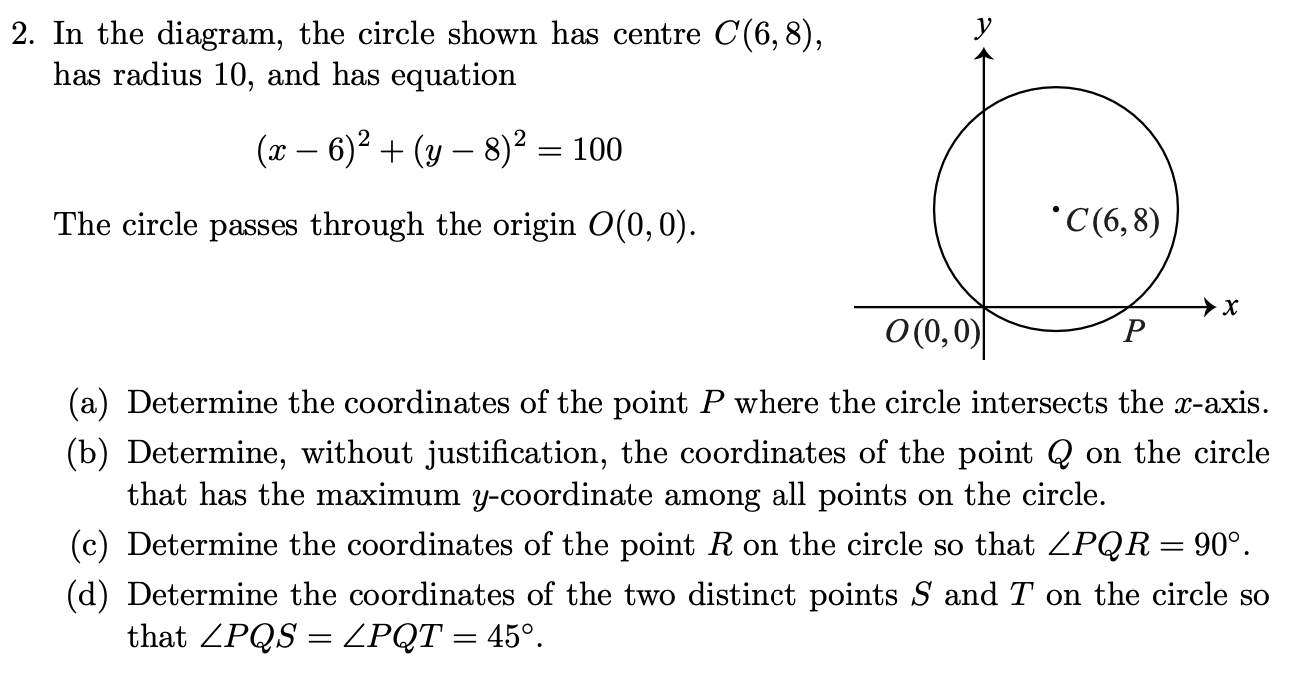 2. In the diagram, the circle shown has centre C(6, 8),
has radius 10, and has equation
(x − 6)² + (y − 8)² = 100
The circle passes through the origin O(0, 0).
y
C(6, 8)
x
O(0, 0)
P
(a) Determine the coordinates of the point P where the circle intersects the x-axis.
(b) Determine, without justification, the coordinates of the point Q on the circle
that has the maximum y-coordinate among all points on the circle.
(c) Determine the coordinates of the point R on the circle so that ∠PQR = 90°.
(d) Determine the coordinates of the two distinct points S and T on the circle so
that ∠PQS = ∠PQT = 45°.